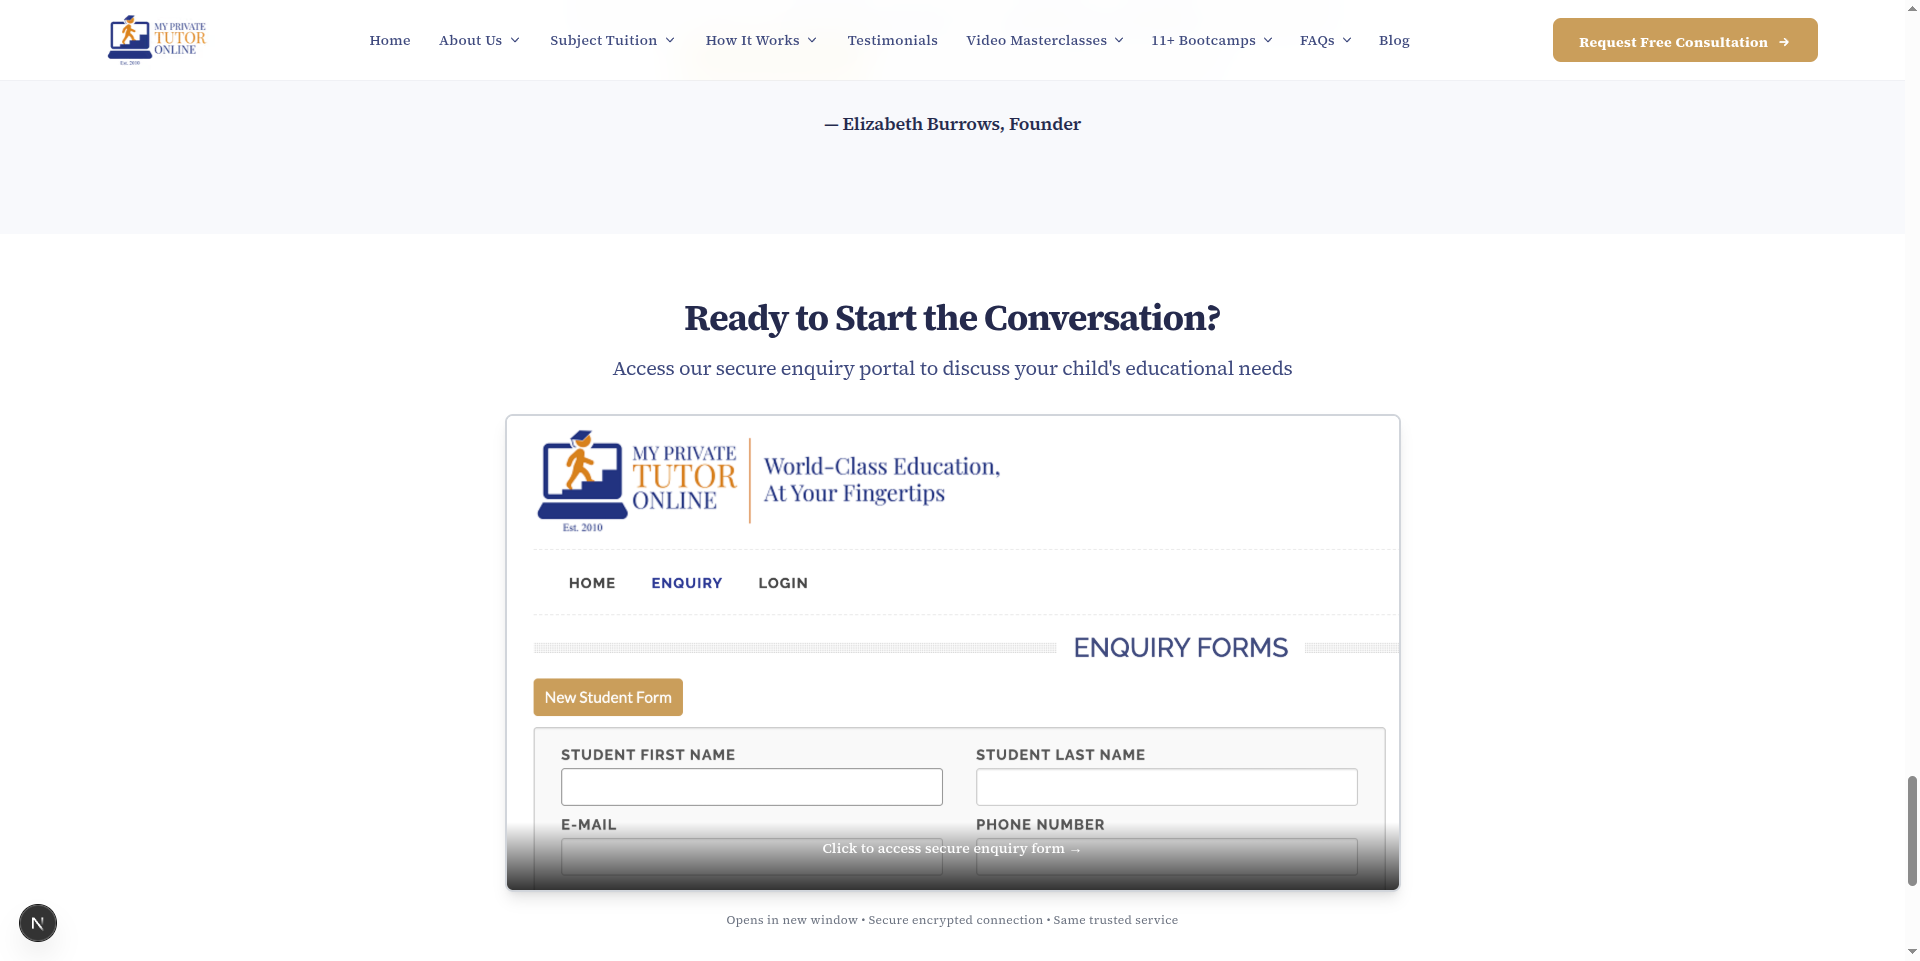 MY PRIVATE
TUTOR
ONLINE
Est. 2010
Home
About Us
Subject Tuition
How It Works
Testimonials
Video Masterclasses
11+ Bootcamps
FAQs
Blog
Request Free Consultation →
— Elizabeth Burrows, Founder
Ready to Start the Conversation?
Access our secure enquiry portal to discuss your child's educational needs
MY PRIVATE
TUTOR
ONLINE
Est. 2010
World-Class Education,
At Your Fingertips
HOME
ENQUIRY
LOGIN
ENQUIRY FORMS
New Student Form
STUDENT FIRST NAME
STUDENT LAST NAME
E-MAIL
PHONE NUMBER
Click to access secure enquiry form →
Opens in new window • Secure encrypted connection • Same trusted service
N